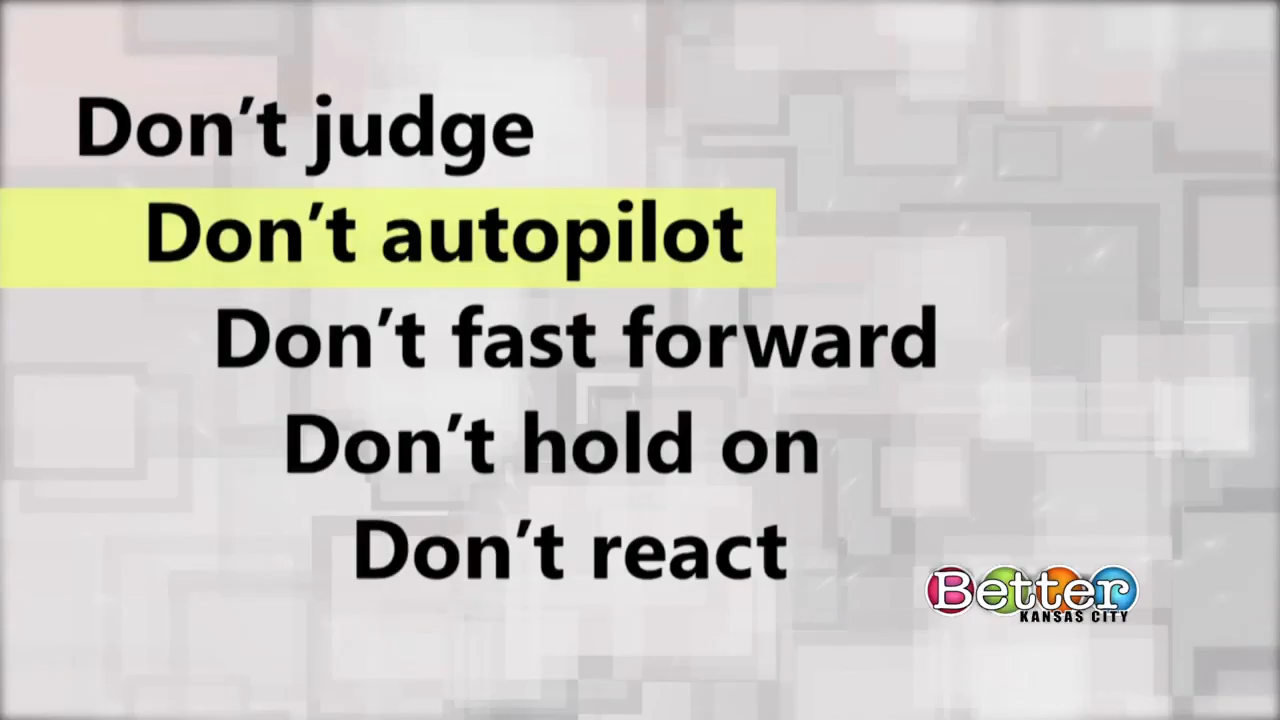 Don’t judge
Don’t autopilot
Don’t fast forward
Don’t hold on
Don’t react
Better
KANSAS CITY